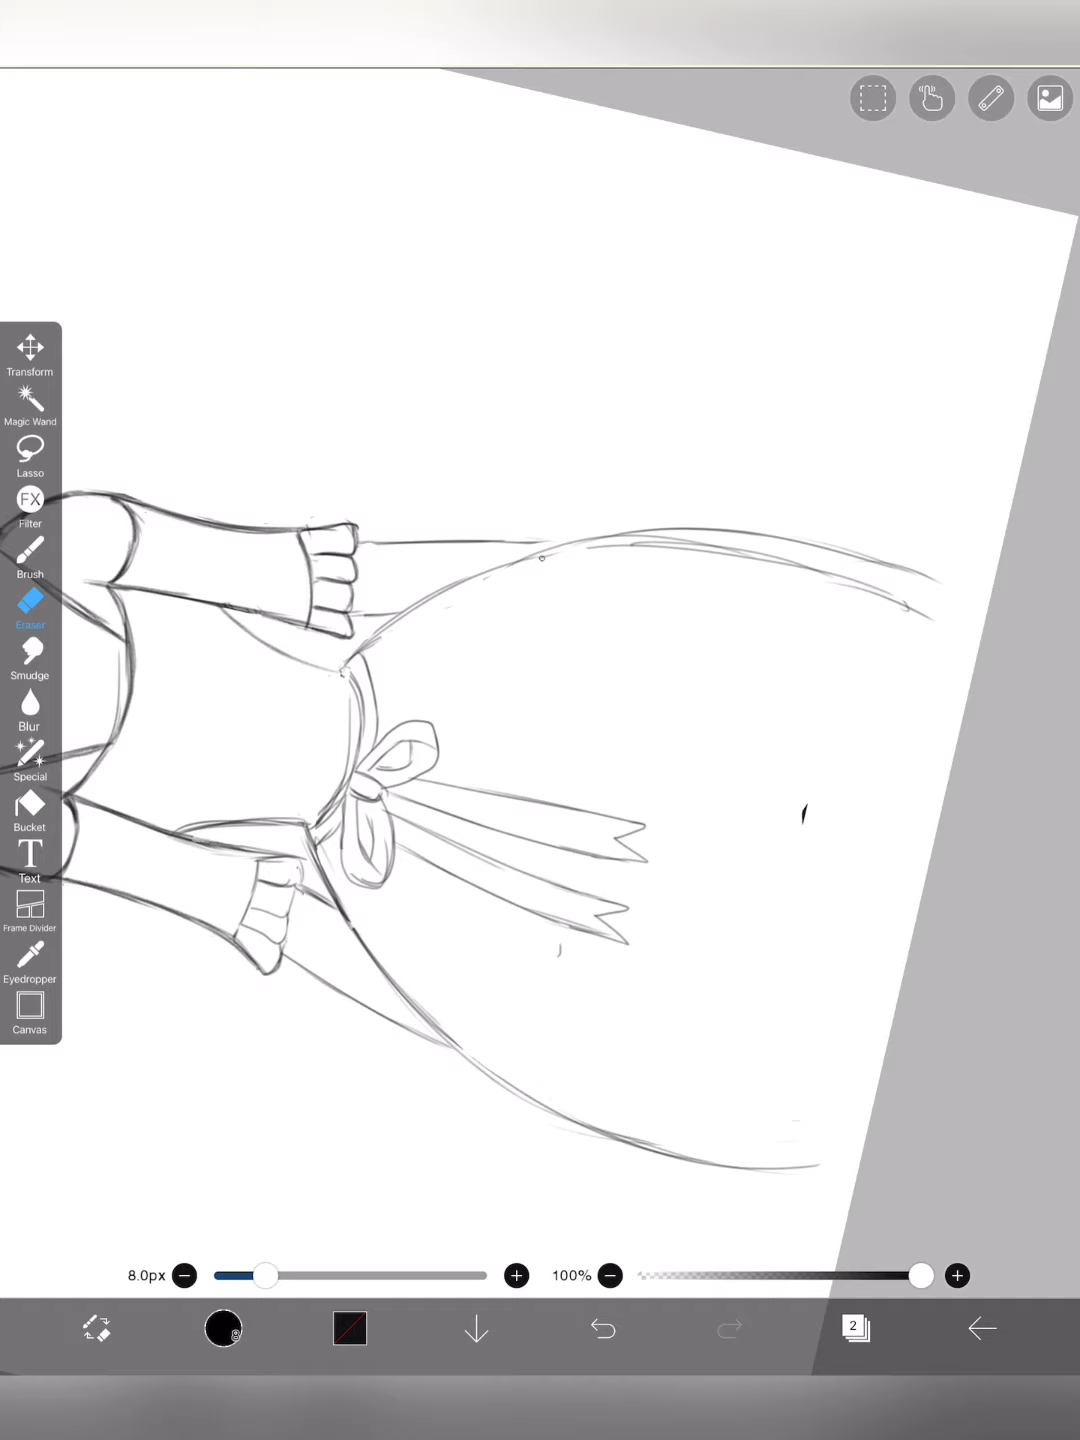 Transform
Magic Wand
Lasso
FX
Filter
Brush
Eraser
Smudge
Blur
Special
Bucket
T
Text
Frame Divider
Eyedropper
Canvas
8.0px
100%
2